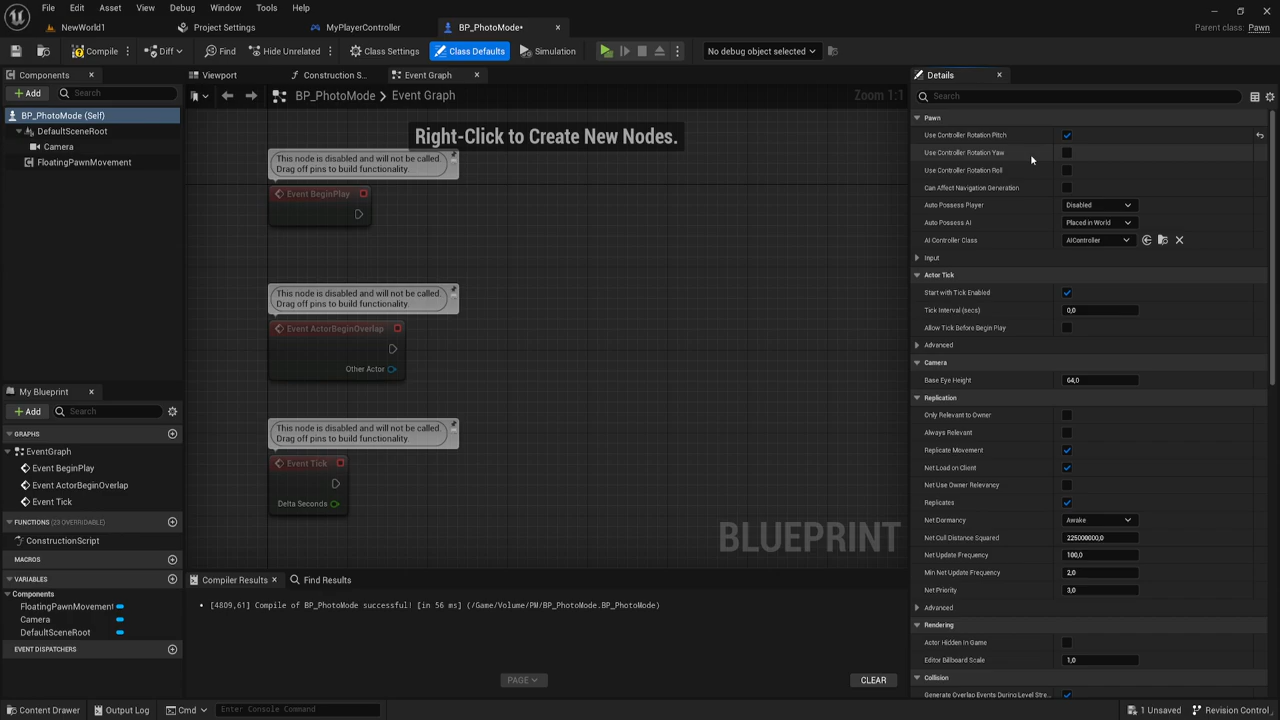 File
Edit
Asset
View
Debug
Window
Tools
Help
NewWorld1
Project Settings
MyPlayerController
BP_PhotoMode*
Parent class: Pawn
Compile
Diff
Find
Hide Unrelated
Class Settings
Class Defaults
Simulation
No debug object selected
Components
Add
Search
BP_PhotoMode (Self)
DefaultSceneRoot
Camera
FloatingPawnMovement
My Blueprint
Add
Search
GRAPHS
EventGraph
Event BeginPlay
Event ActorBeginOverlap
Event Tick
FUNCTIONS (23 OVERRIDABLE)
ConstructionScript
MACROS
VARIABLES
Components
FloatingPawnMovement
Camera
DefaultSceneRoot
EVENT DISPATCHERS
Viewport
Construction S...
Event Graph
BP_PhotoMode > Event Graph
Zoom 1:1
Right-Click to Create New Nodes.
This node is disabled and will not be called.
Drag off pins to build functionality.
Event BeginPlay
This node is disabled and will not be called.
Drag off pins to build functionality.
Event ActorBeginOverlap
Other Actor
This node is disabled and will not be called.
Drag off pins to build functionality.
Event Tick
Delta Seconds
BLUEPRINT
Compiler Results
Find Results
[4809,61] Compile of BP_PhotoMode successful! [in 56 ms] (/Game/Volume/PM/BP_PhotoMode.BP_PhotoMode)
PAGE
CLEAR
Details
Search
Pawn
Use Controller Rotation Pitch
Use Controller Rotation Yaw
Use Controller Rotation Roll
Can Affect Navigation Generation
Auto Possess Player Disabled
Auto Possess AI Placed in World
AI Controller Class AIController
Input
Actor Tick
Start with Tick Enabled
Tick Interval (secs) 0,0
Allow Tick Before Begin Play
Advanced
Camera
Base Eye Height 64,0
Replication
Only Relevant to Owner
Always Relevant
Replicate Movement
Net Load on Client
Net Use Owner Relevancy
Replicates
Net Dormancy Awake
Net Cull Distance Squared 225000000,0
Net Update Frequency 100,0
Min Net Update Frequency 2,0
Net Priority 3,0
Advanced
Rendering
Actor Hidden In Game
Editor Billboard Scale 1,0
Collision
Generate Overlap Events During Level Stre...
Content Drawer
Output Log
Cmd
Enter Console Command
1 Unsaved
Revision Control